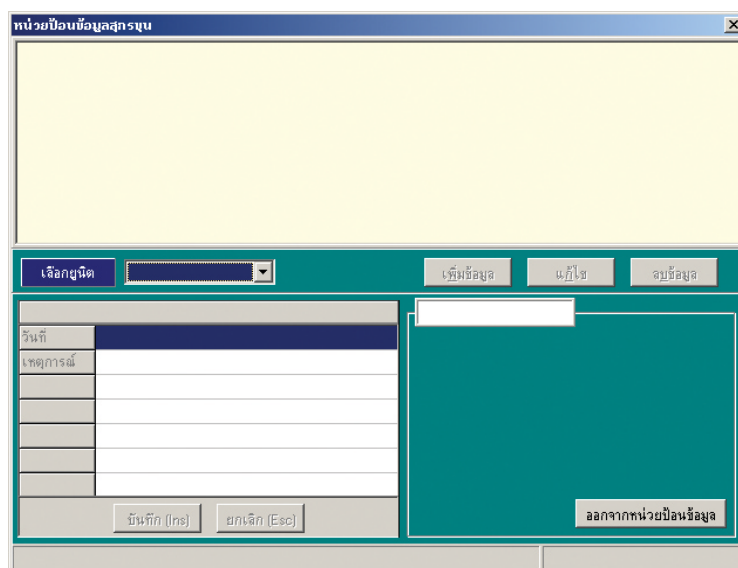 หน่วยป้อนข้อมูลสุกรขุน
เลือกยูนิต
เพิ่มข้อมูล
แก้ไข
ลบข้อมูล
วันที่
เหตุการณ์
บันทึก (Ins)
ยกเลิก (Esc)
ออกจากหน่วยป้อนข้อมูล